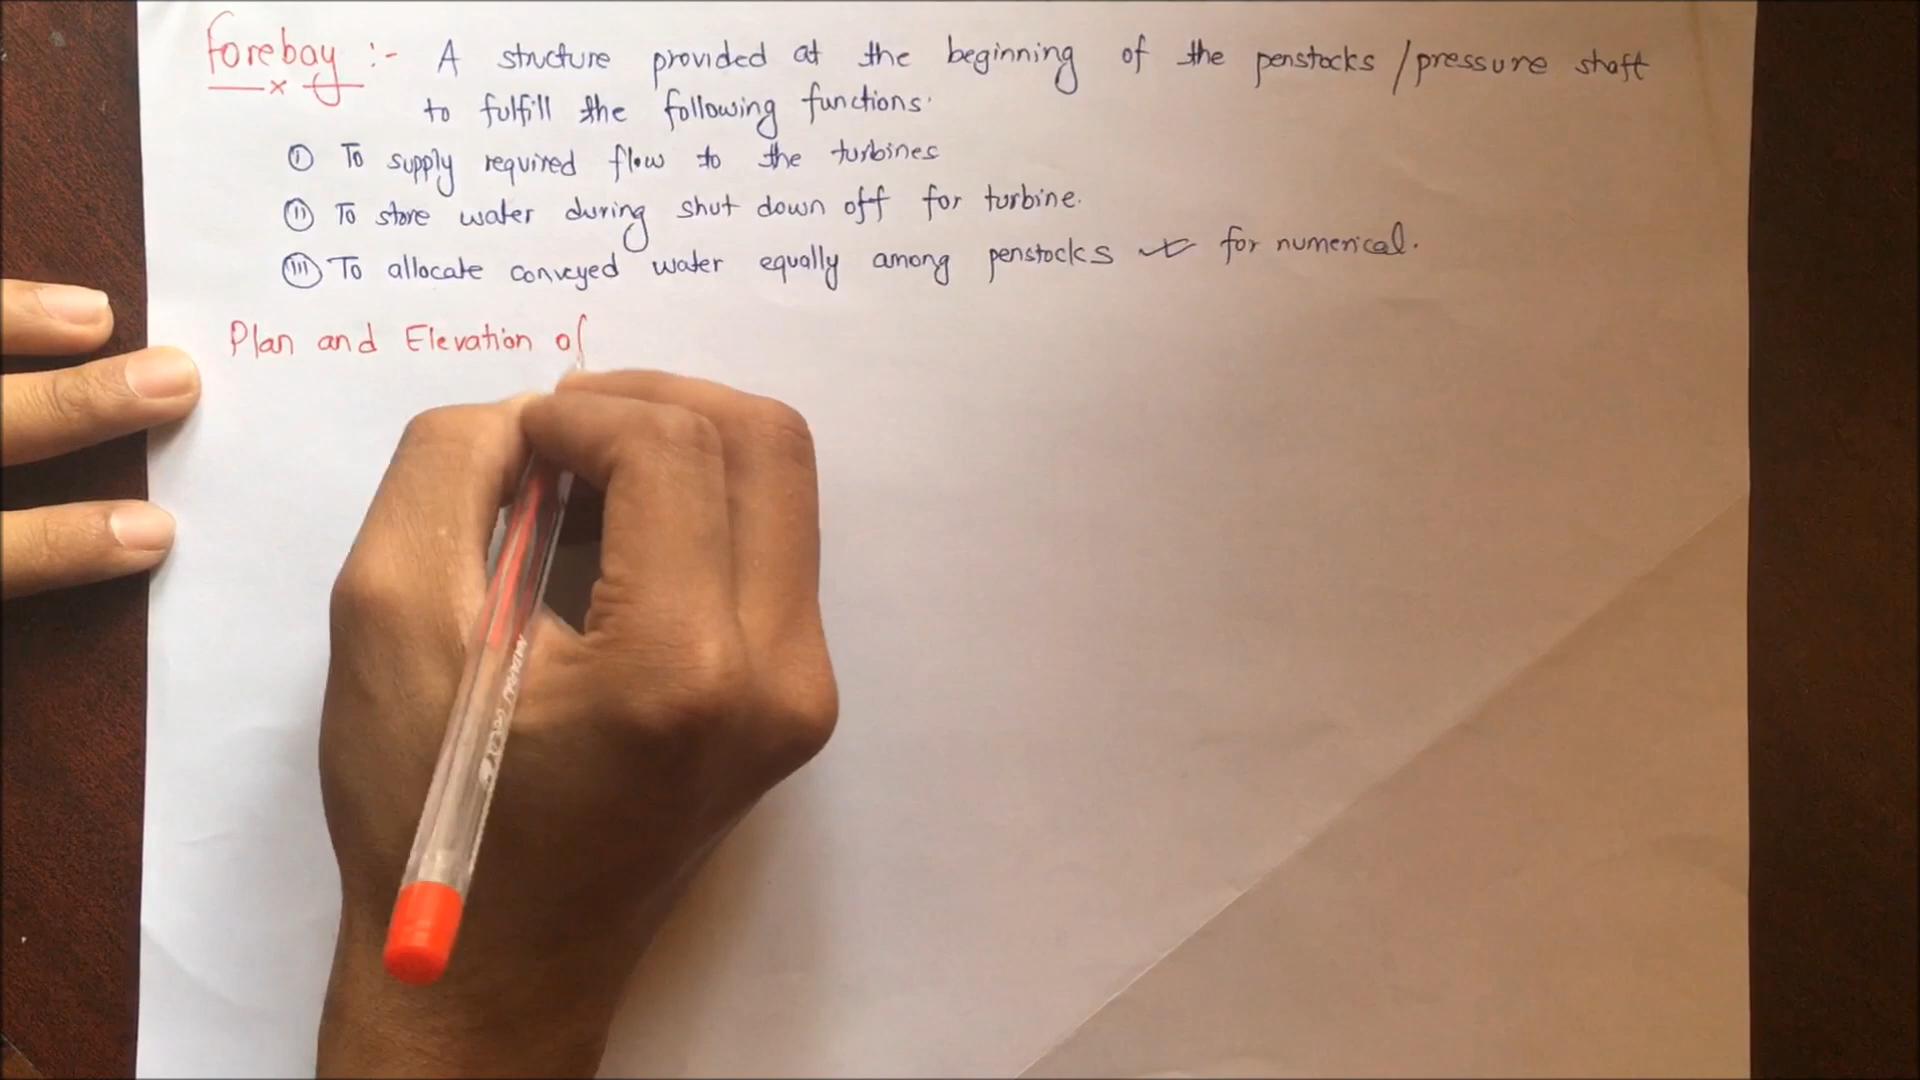 Forebay :- A structure provided at the beginning of the penstocks / pressure shaft
to fulfill the following functions.
(i) To supply required flow to the turbines
(ii) To store water during shut down off for turbine.
(iii) To allocate conveyed water equally among penstocks ✓ for numerical.
Plan and Elevation of